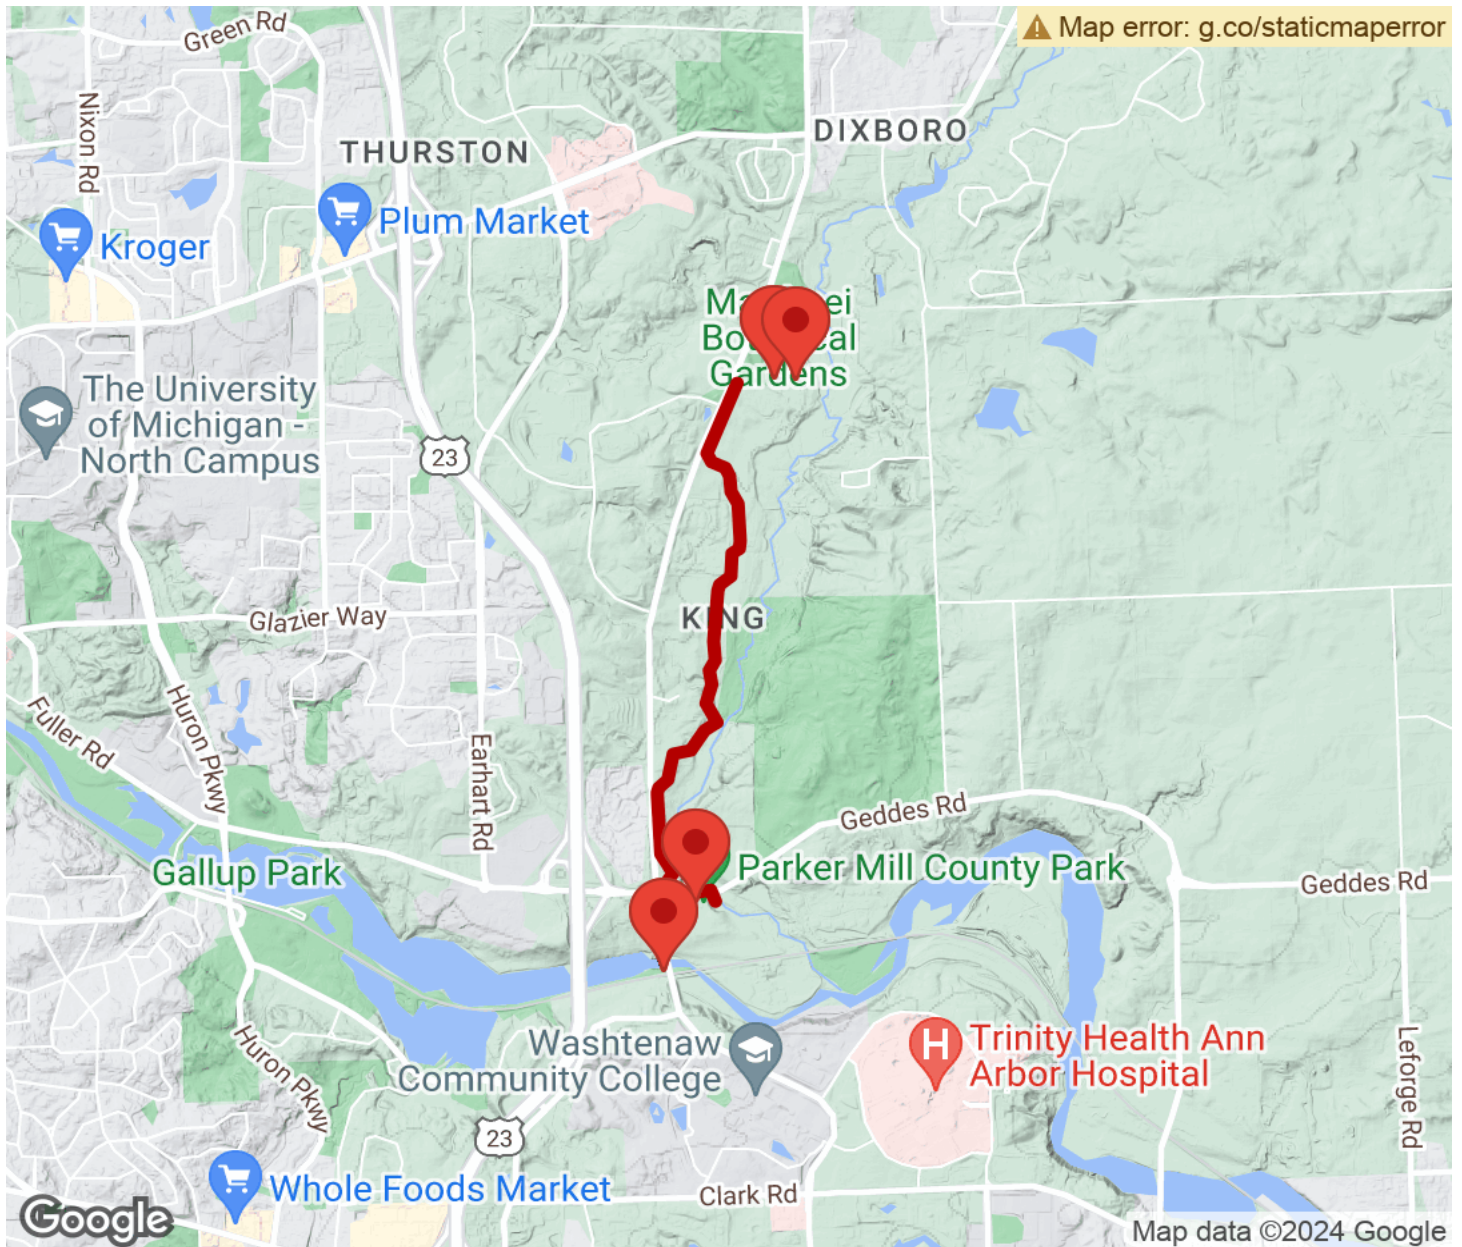 Map error: g.co/staticmaperror
Green Rd
Nixon Rd
THURSTON
DIXBORO
Plum Market
Kroger
Gardens
The University
of Michigan -
North Campus
23
KING
Glazier Way
Huron Pkwy
Fuller Rd
Earhart Rd
Geddes Rd
Gallup Park
Parker Mill County Park
Geddes Rd
Washtenaw
Community College
H
Trinity Health Ann
Arbor Hospital
Huron Pkwy
Leforge Rd
23
Whole Foods Market
Clark Rd
Google
Map data ©2024 Google